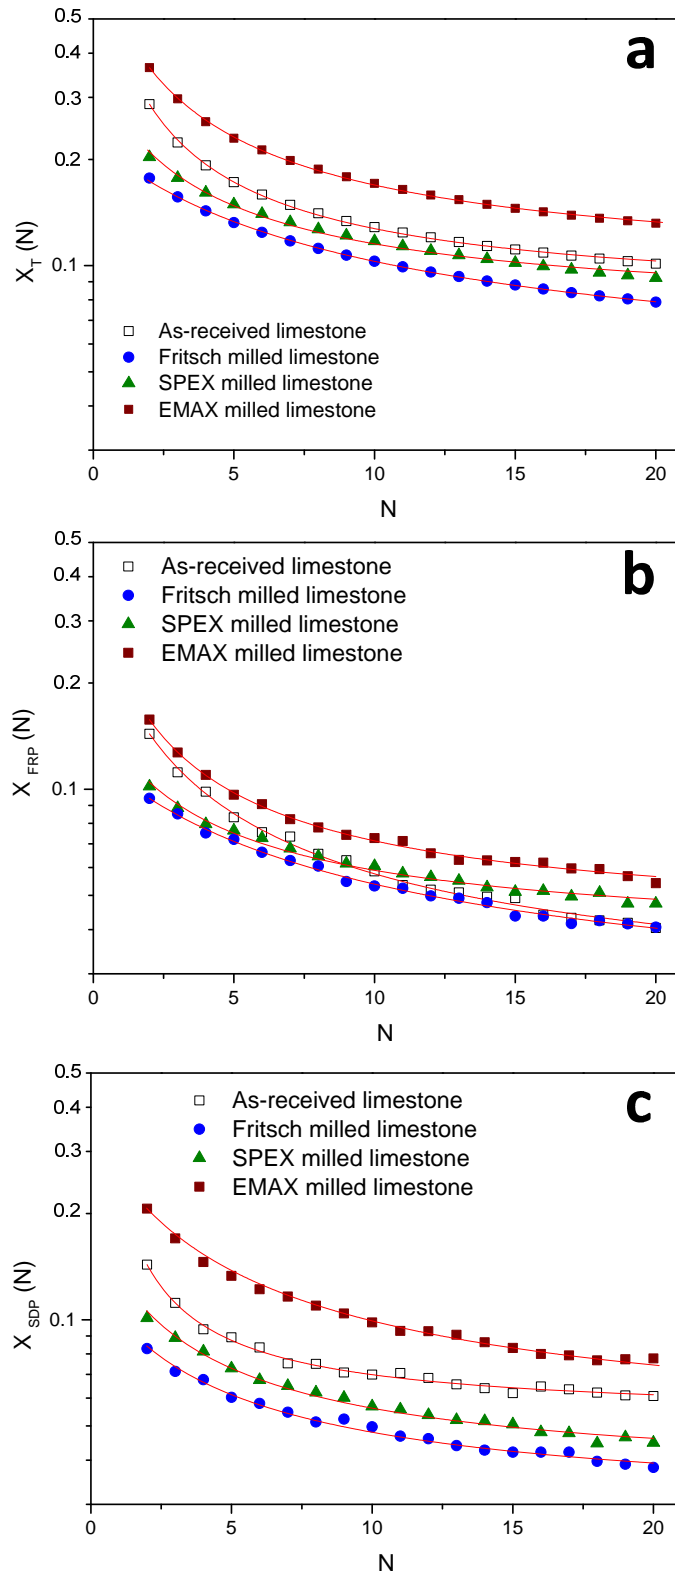 a
0.5
0.4
0.3
0.2
0.1
X_T (N)
As-received limestone
Fritsch milled limestone
SPEX milled limestone
EMAX milled limestone
0 5 10 15 20
N
b
0.5
0.4
0.3
0.2
0.1
X_FRP (N)
As-received limestone
Fritsch milled limestone
SPEX milled limestone
EMAX milled limestone
0 5 10 15 20
N
c
0.5
0.4
0.3
0.2
0.1
X_SDP (N)
As-received limestone
Fritsch milled limestone
SPEX milled limestone
EMAX milled limestone
0 5 10 15 20
N